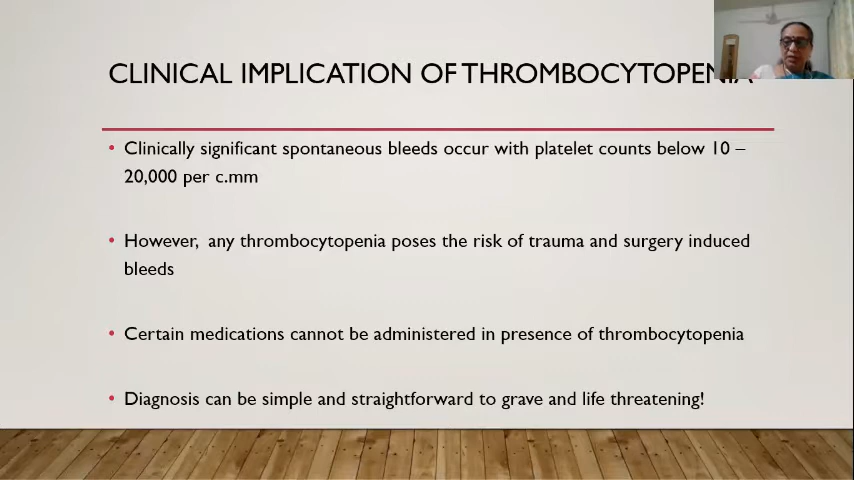 CLINICAL IMPLICATION OF THROMBOCYTOPENIA
• Clinically significant spontaneous bleeds occur with platelet counts below 10 –
20,000 per c.mm
• However, any thrombocytopenia poses the risk of trauma and surgery induced
bleeds
• Certain medications cannot be administered in presence of thrombocytopenia
• Diagnosis can be simple and straightforward to grave and life threatening!